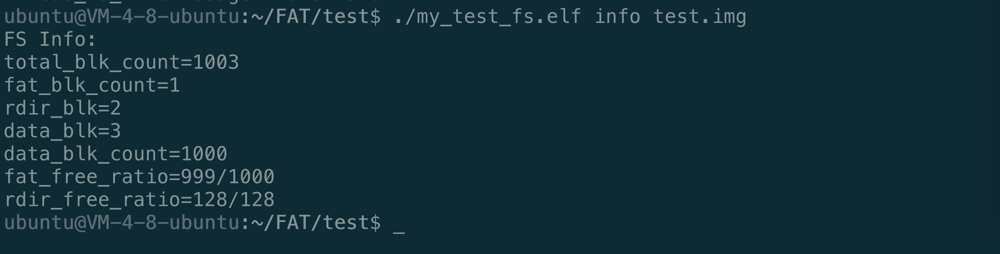 ubuntu@VM-4-8-ubuntu:~/FAT/test$ ./my_test_fs.elf info test.img
FS Info:
total_blk_count=1003
fat_blk_count=1
rdir_blk=2
data_blk=3
data_blk_count=1000
fat_free_ratio=999/1000
rdir_free_ratio=128/128
ubuntu@VM-4-8-ubuntu:~/FAT/test$ _